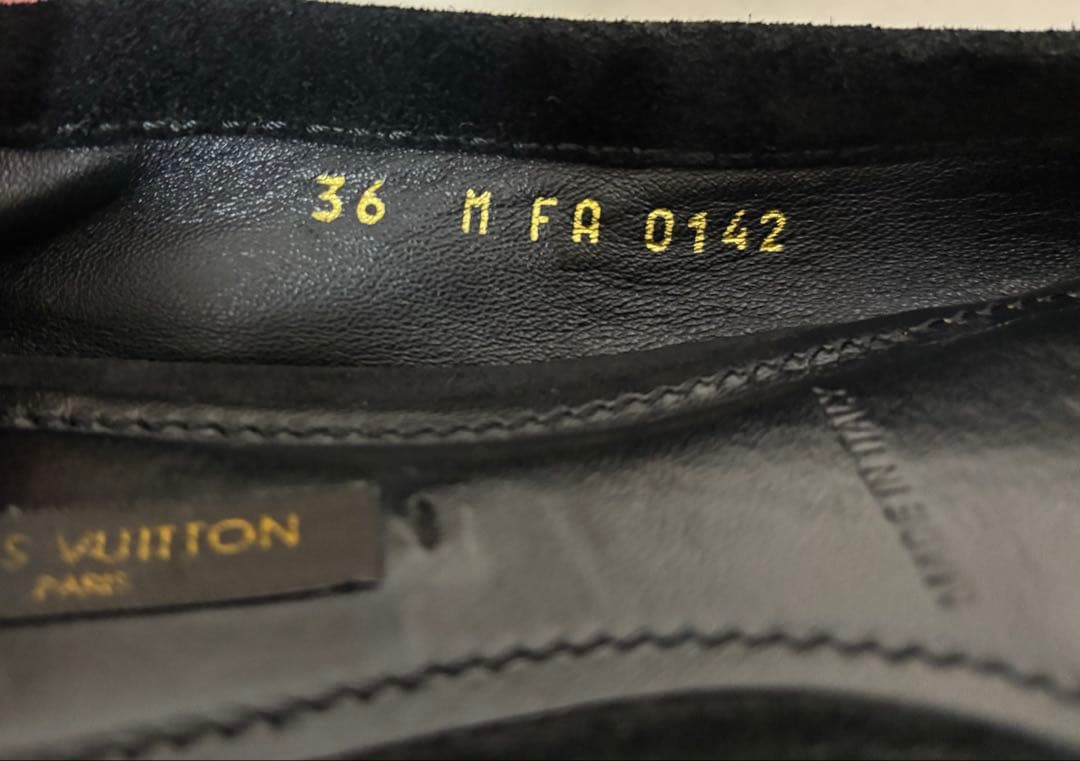 36 M FA 0142
S VUITTON
PARIS